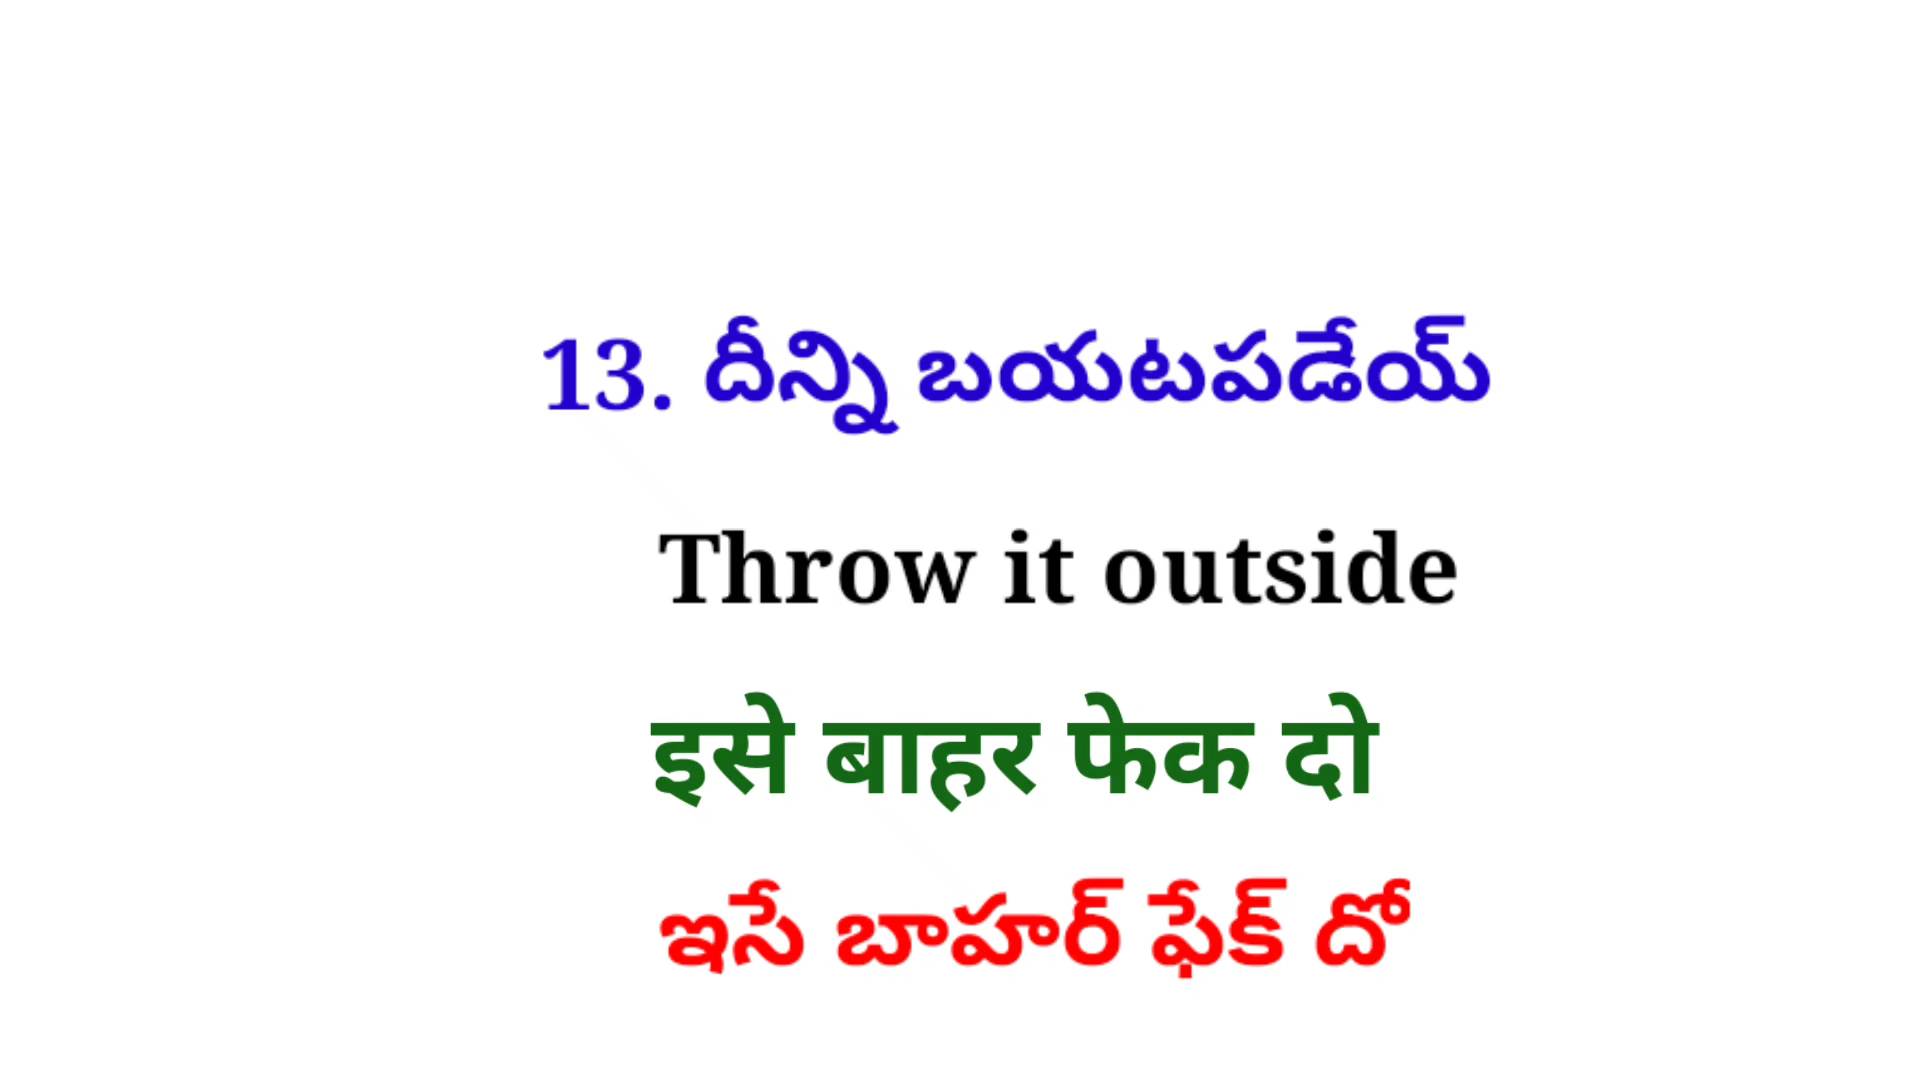 13. దీన్ని బయటపడేయ్
Throw it outside
इसे बाहर फेक दो
ఇసే బాహర్ ఫేక్ దో